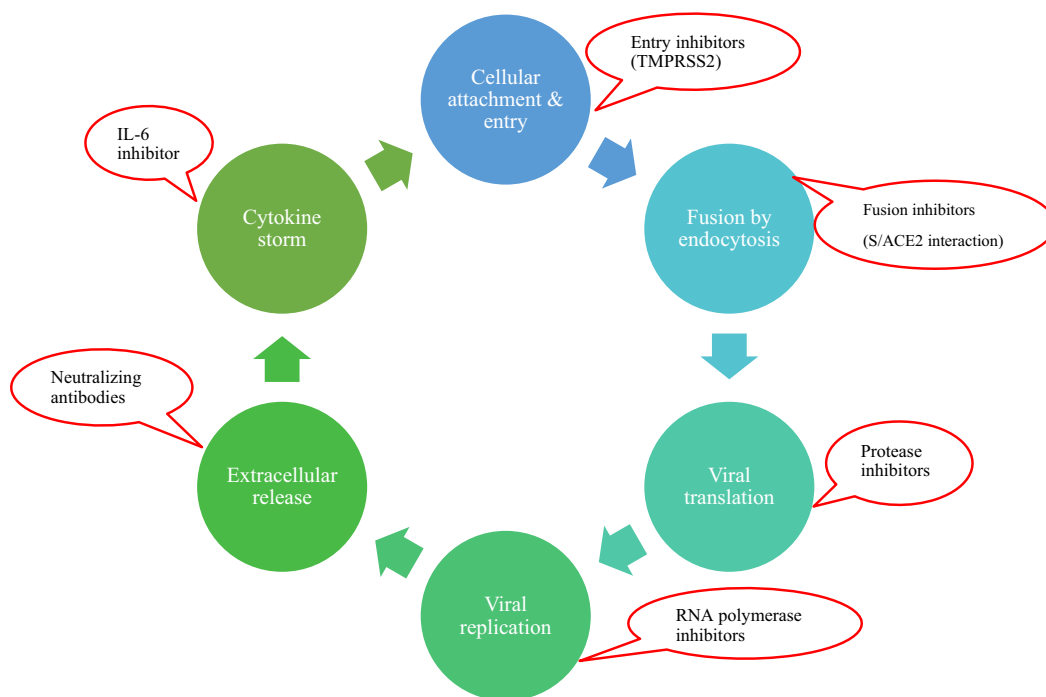 Entry inhibitors
(TMPRSS2)
Cellular
attachment &
entry
IL-6
inhibitor
Cytokine
storm
Fusion by
endocytosis
Fusion inhibitors
(S/ACE2 interaction)
Neutralizing
antibodies
Extracellular
release
Viral
translation
Protease
inhibitors
Viral
replication
RNA polymerase
inhibitors